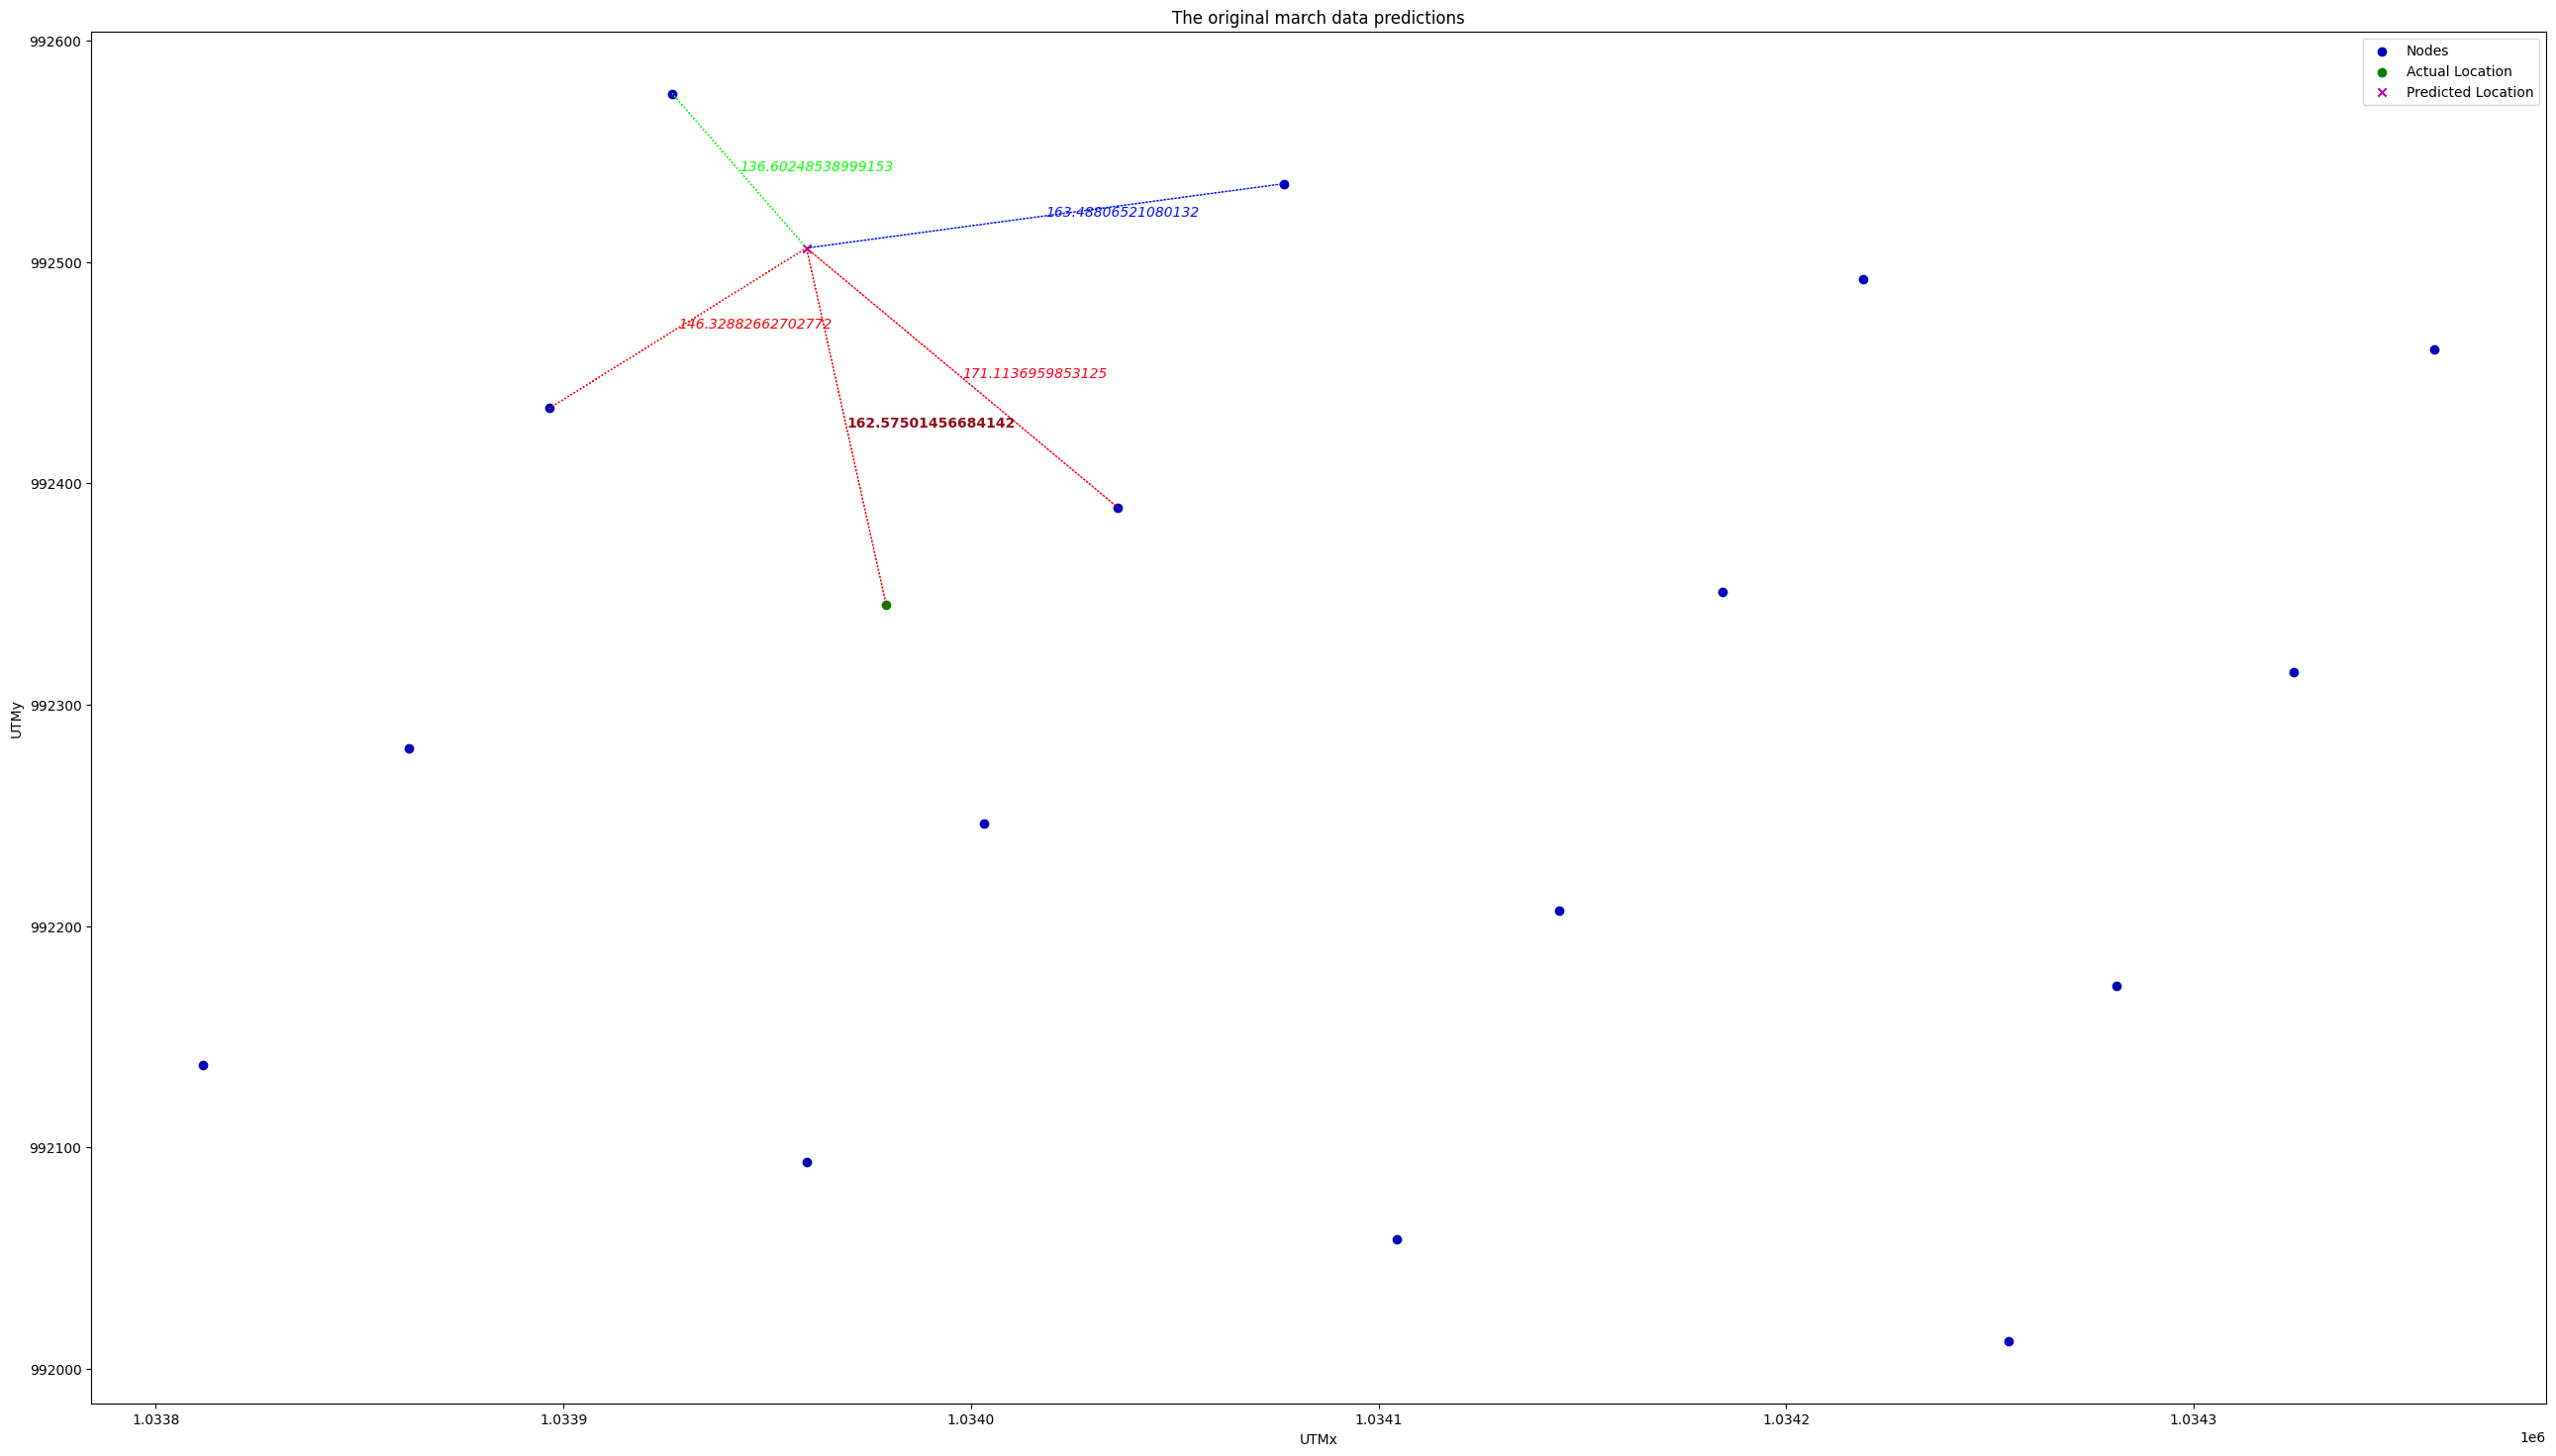 The original march data predictions
Nodes
Actual Location
Predicted Location
992600
992500
992400
992300
992200
992100
992000
UTMy
136.60248538999153
163.48806521080132
146.32882662702772
171.1136959853125
162.57501456684142
1.0338
1.0339
1.0340
1.0341
1.0342
1.0343
UTMx
1e6